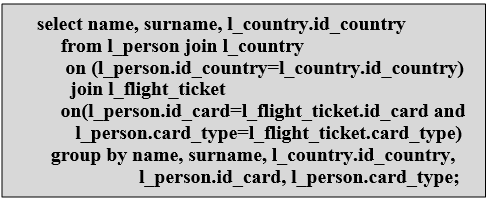 select name, surname, l_country.id_country
from l_person join l_country
on (l_person.id_country=l_country.id_country)
join l_flight_ticket
on(l_person.id_card=l_flight_ticket.id_card and
l_person.card_type=l_flight_ticket.card_type)
group by name, surname, l_country.id_country,
l_person.id_card, l_person.card_type;